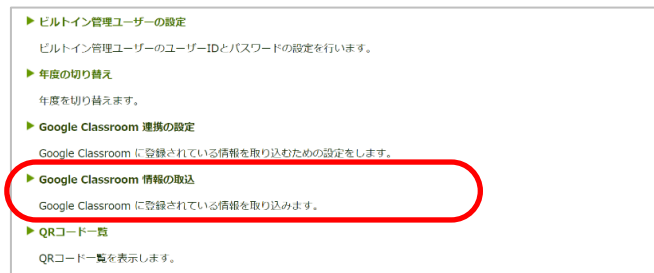 ビルトイン管理ユーザーの設定
ビルトイン管理ユーザーのユーザーIDとパスワードの設定を行います。
年度の切り替え
年度を切り替えます。
Google Classroom 連携の設定
Google Classroom に登録されている情報を取り込むための設定をします。
Google Classroom 情報の取込
Google Classroom に登録されている情報を取り込みます。
QRコード一覧
QRコード一覧を表示します。